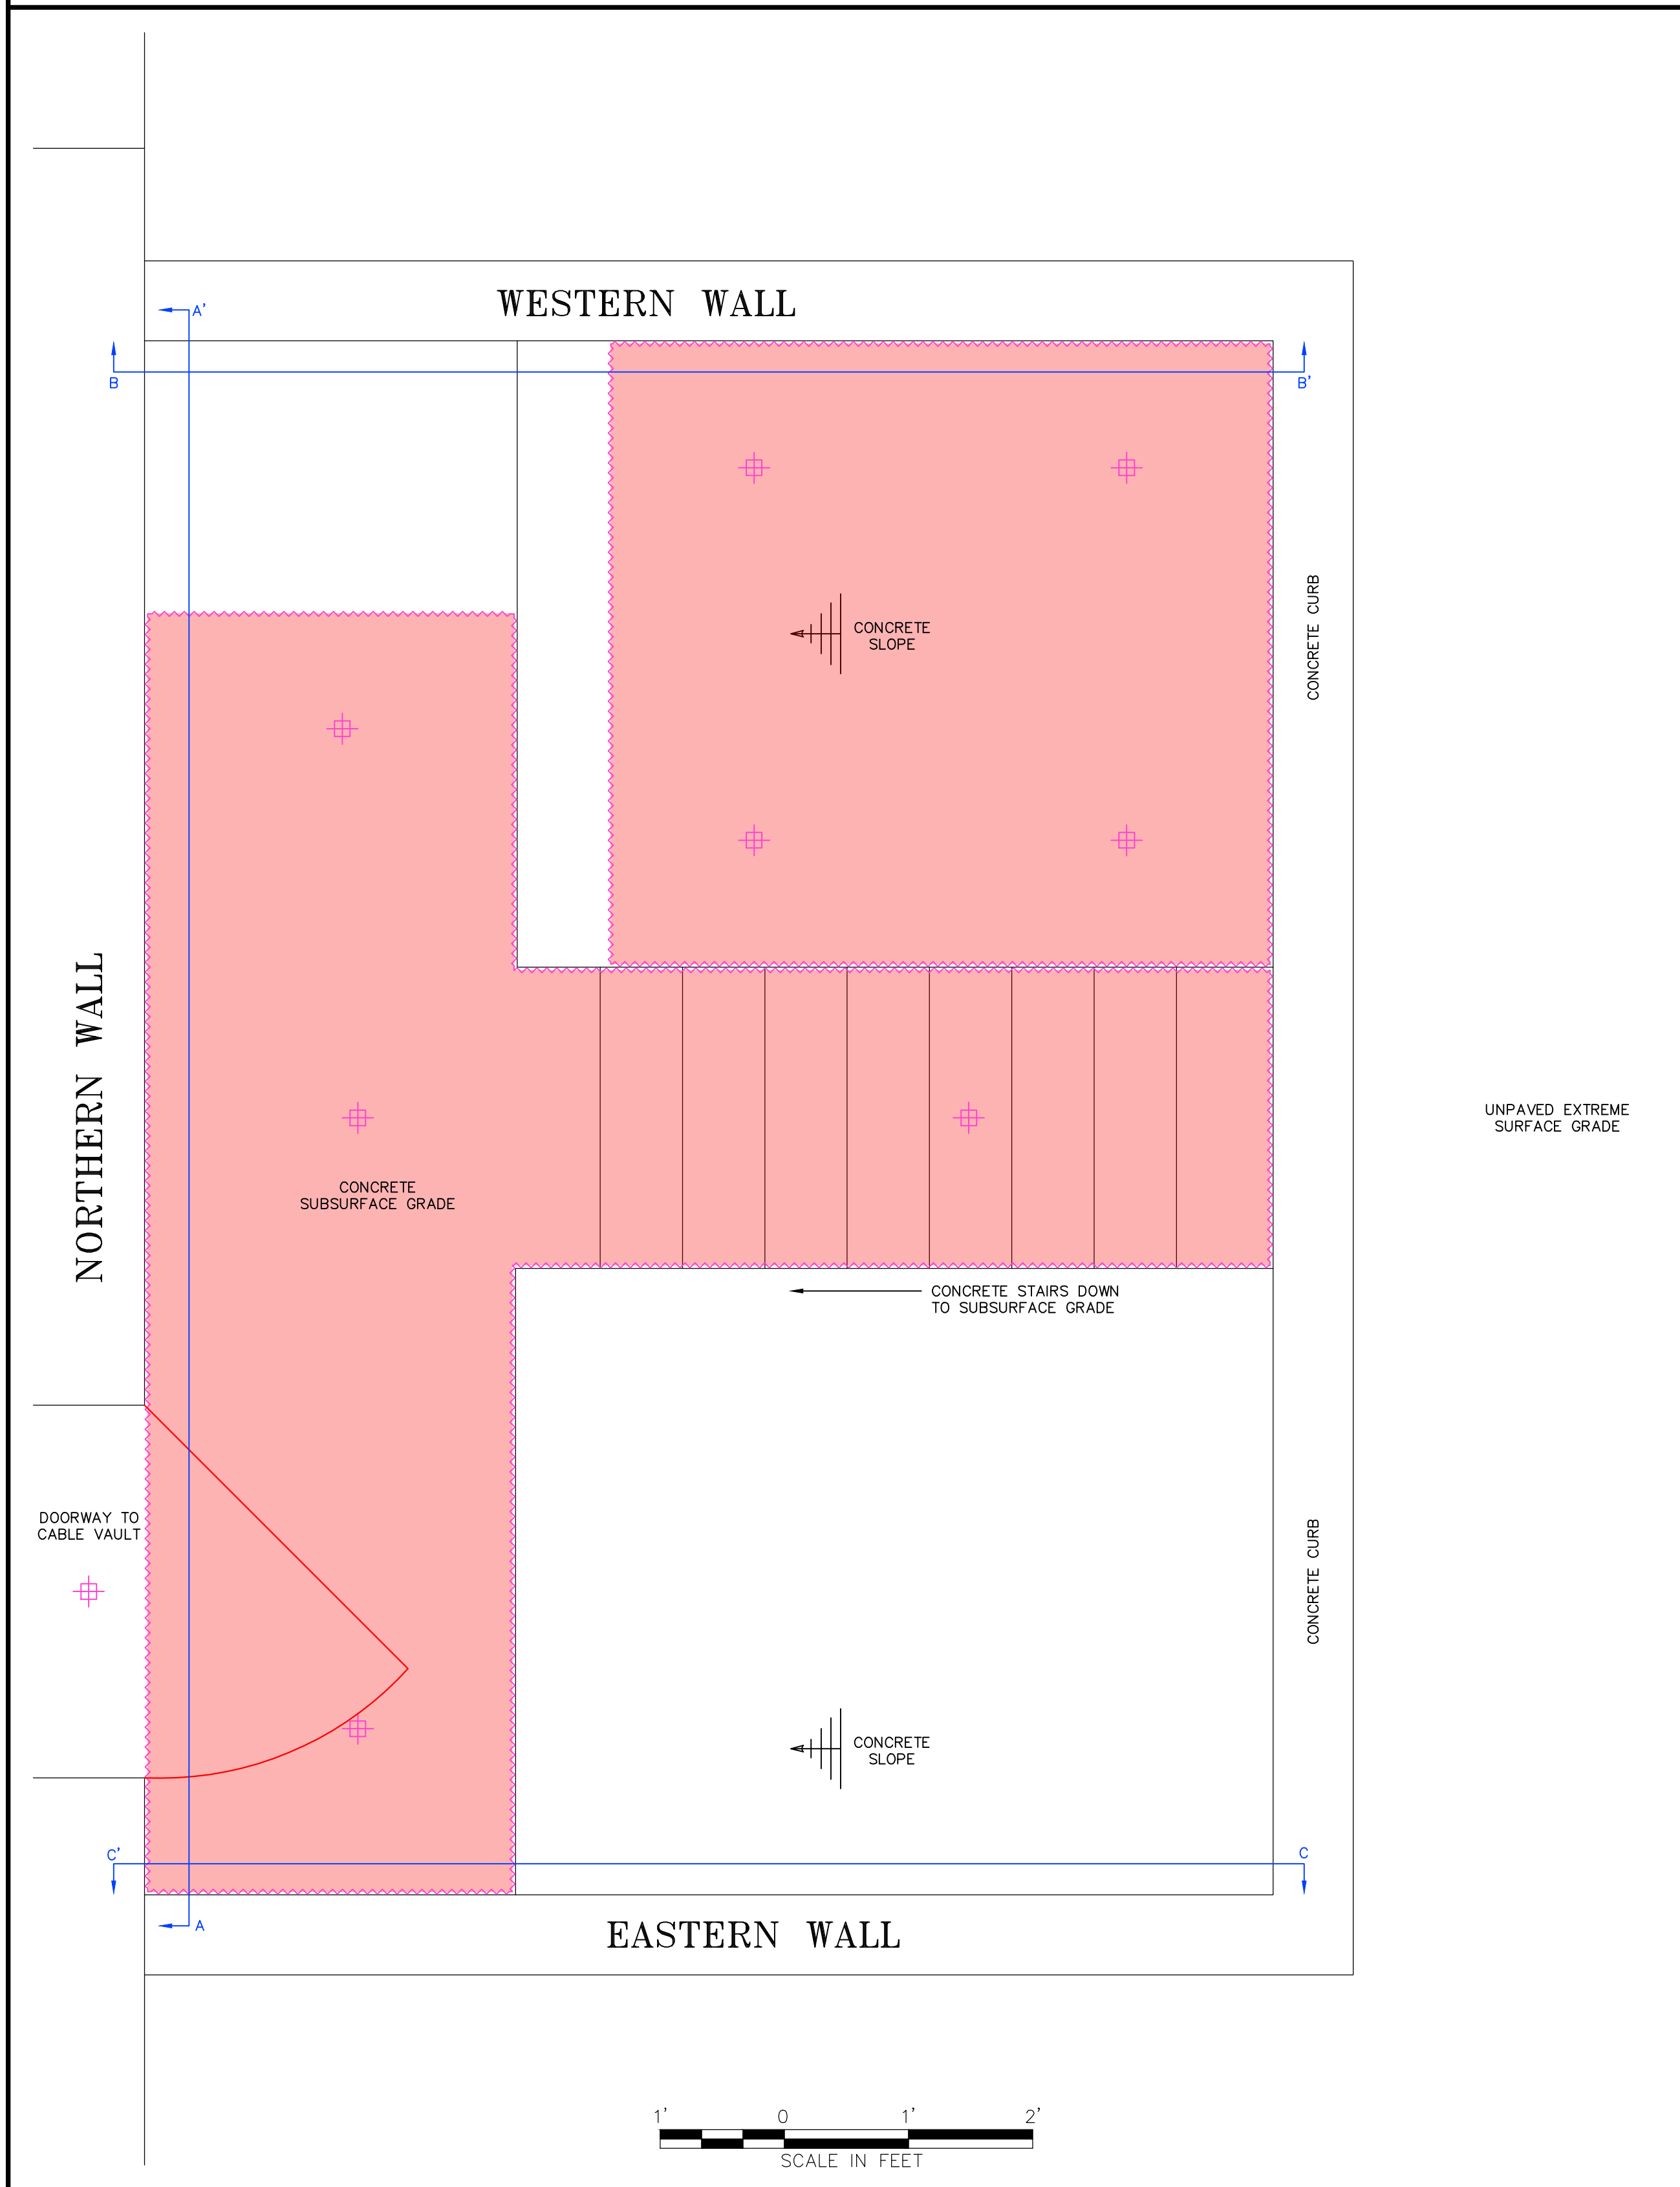 WESTERN WALL
A'
B
B'
CONCRETE
SLOPE
CONCRETE CURB
NORTHERN WALL
UNPAVED EXTREME
SURFACE GRADE
CONCRETE
SUBSURFACE GRADE
CONCRETE STAIRS DOWN
TO SUBSURFACE GRADE
DOORWAY TO
CABLE VAULT
CONCRETE CURB
CONCRETE
SLOPE
C'
C
A
EASTERN WALL
1' 0 1' 2'
SCALE IN FEET